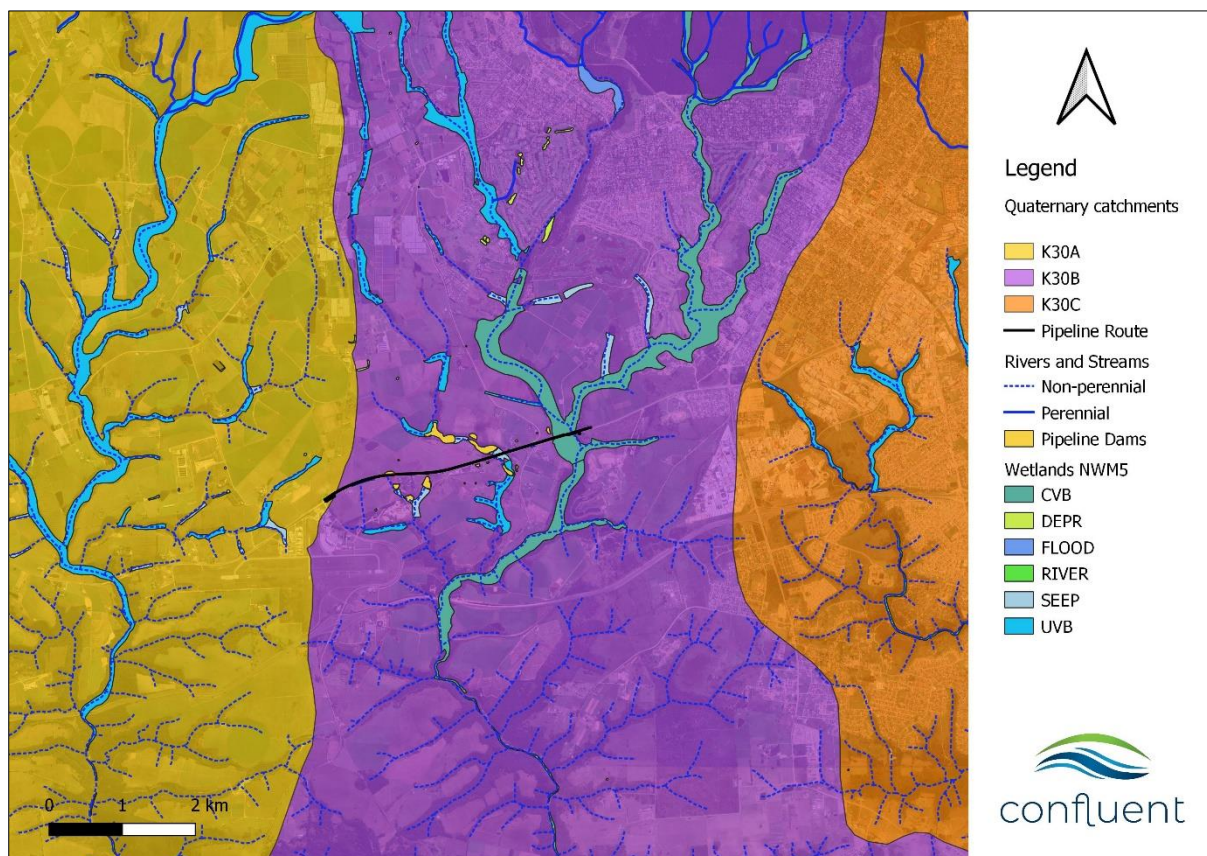 Legend
Quaternary catchments
K30A
K30B
K30C
Pipeline Route
Rivers and Streams
Non-perennial
Perennial
Pipeline Dams
Wetlands NWM5
CVB
DEPR
FLOOD
RIVER
SEEP
UVB
0 1 2 km
confluent